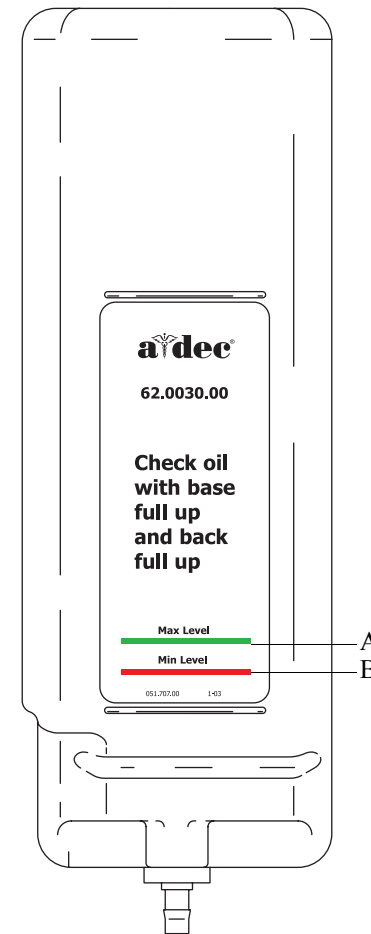 a dec®
62.0030.00
Check oil
with base
full up
and back
full up
Max Level
A
Min Level
B
051.707.00 1-03